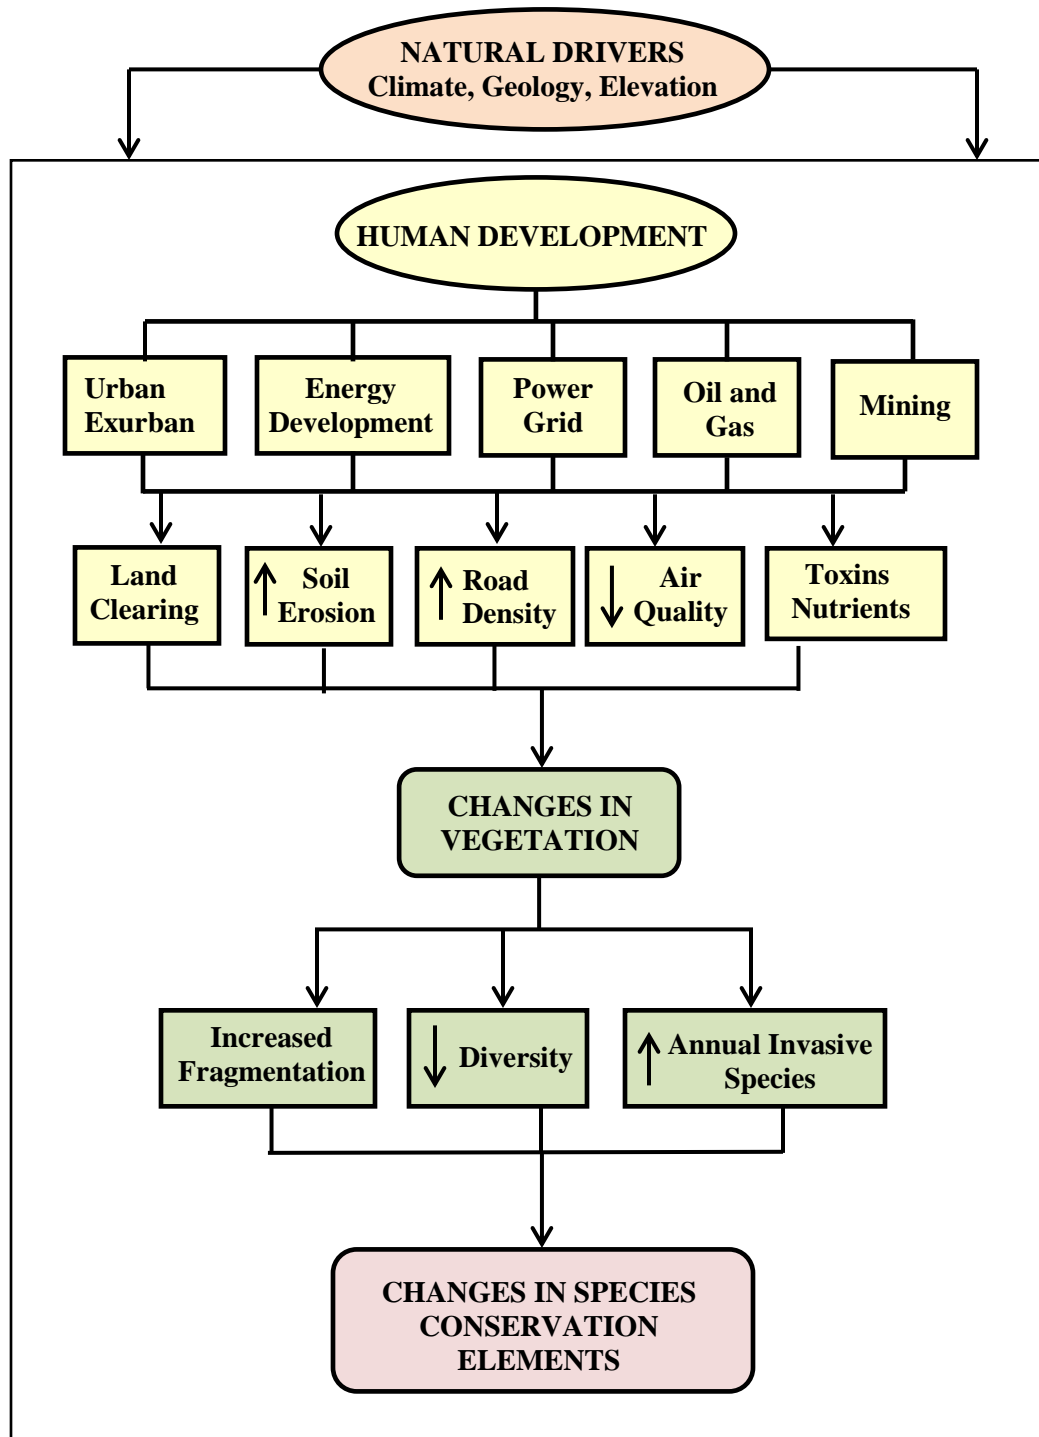 NATURAL DRIVERS
Climate, Geology, Elevation
HUMAN DEVELOPMENT
Urban
Exurban
Energy
Development
Power
Grid
Oil and
Gas
Mining
Land
Clearing
Soil
Erosion
Road
Density
Air
Quality
Toxins
Nutrients
CHANGES IN
VEGETATION
Increased
Fragmentation
Diversity
Annual Invasive
Species
CHANGES IN SPECIES
CONSERVATION
ELEMENTS